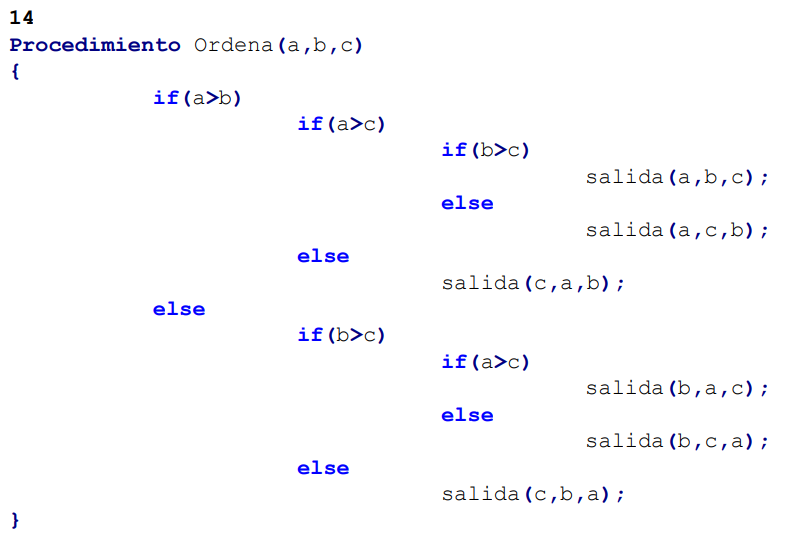 14
Procedimiento Ordena(a,b,c)
{
if(a>b)
if(a>c)
if(b>c)
salida(a,b,c);
else
salida(a,c,b);
else
salida(c,a,b);
else
if(b>c)
if(a>c)
salida(b,a,c);
else
salida(b,c,a);
else
salida(c,b,a);
}